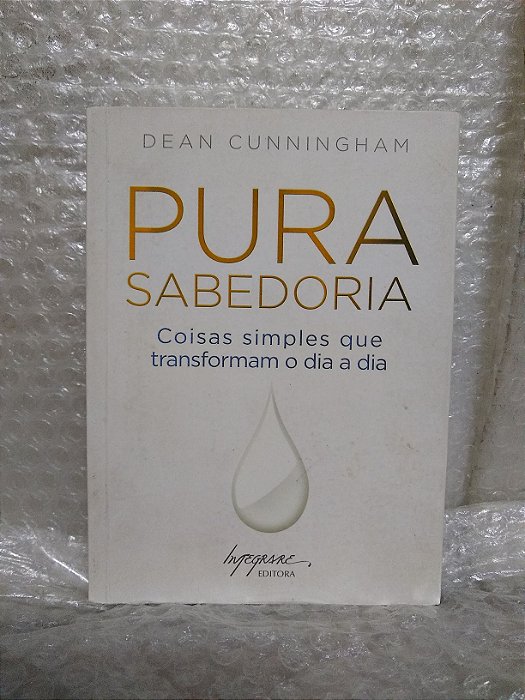 DEAN CUNNINGHAM
PURA
SABEDORIA
Coisas simples que
transformam o dia a dia
INTEGRARE
EDITORA